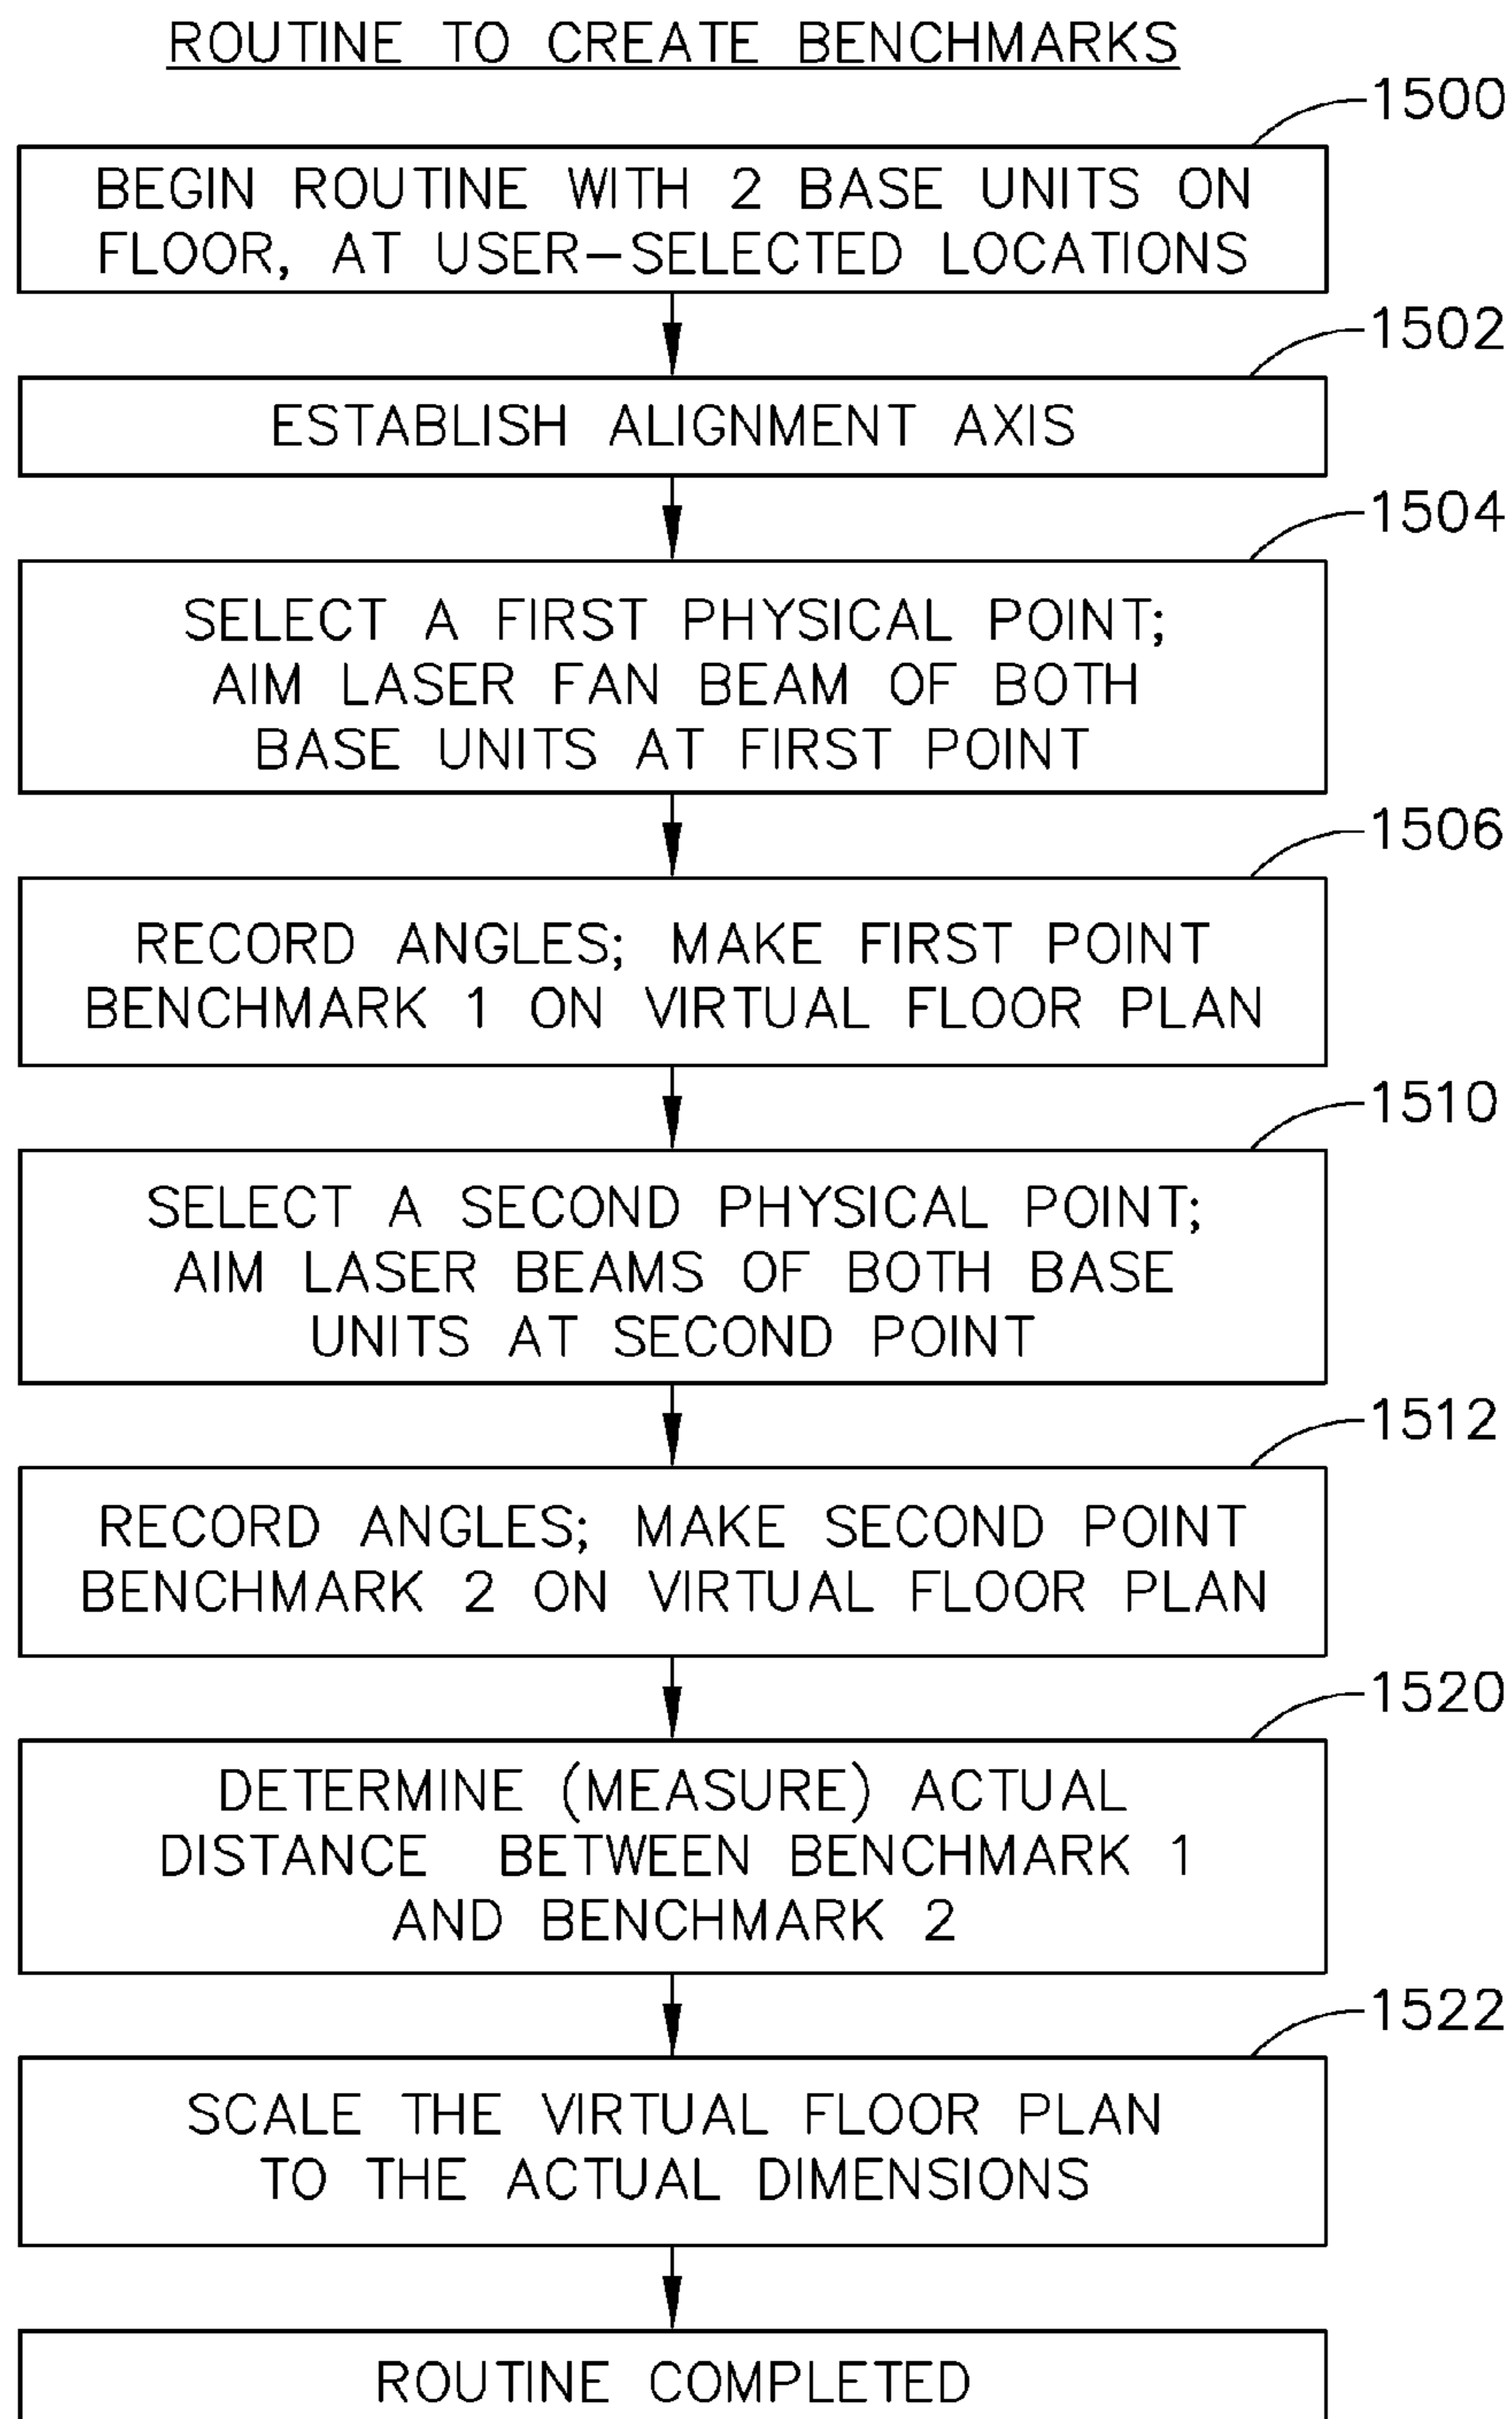 ROUTINE TO CREATE BENCHMARKS
1500
BEGIN ROUTINE WITH 2 BASE UNITS ON
FLOOR, AT USER-SELECTED LOCATIONS
1502
ESTABLISH ALIGNMENT AXIS
1504
SELECT A FIRST PHYSICAL POINT;
AIM LASER FAN BEAM OF BOTH
BASE UNITS AT FIRST POINT
1506
RECORD ANGLES; MAKE FIRST POINT
BENCHMARK 1 ON VIRTUAL FLOOR PLAN
1510
SELECT A SECOND PHYSICAL POINT;
AIM LASER BEAMS OF BOTH BASE
UNITS AT SECOND POINT
1512
RECORD ANGLES; MAKE SECOND POINT
BENCHMARK 2 ON VIRTUAL FLOOR PLAN
1520
DETERMINE (MEASURE) ACTUAL
DISTANCE BETWEEN BENCHMARK 1
AND BENCHMARK 2
1522
SCALE THE VIRTUAL FLOOR PLAN
TO THE ACTUAL DIMENSIONS
ROUTINE COMPLETED